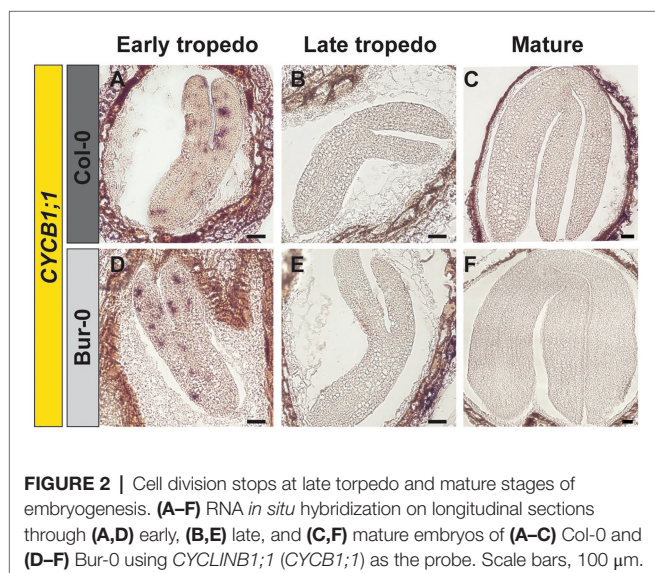 Early tropedo Late tropedo Mature
CYCB1;1
Col-0
A B C
Bur-0
D E F
FIGURE 2 | Cell division stops at late torpedo and mature stages of
embryogenesis. (A–F) RNA in situ hybridization on longitudinal sections
through (A,D) early, (B,E) late, and (C,F) mature embryos of (A–C) Col-0 and
(D–F) Bur-0 using CYCLINB1;1 (CYCB1;1) as the probe. Scale bars, 100 μm.